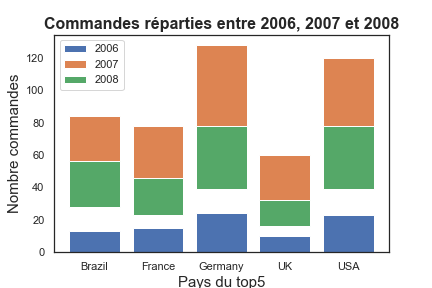 Commandes réparties entre 2006, 2007 et 2008
2006
2007
2008
Nombre commandes
120
100
80
60
40
20
0
Brazil France Germany UK USA
Pays du top5